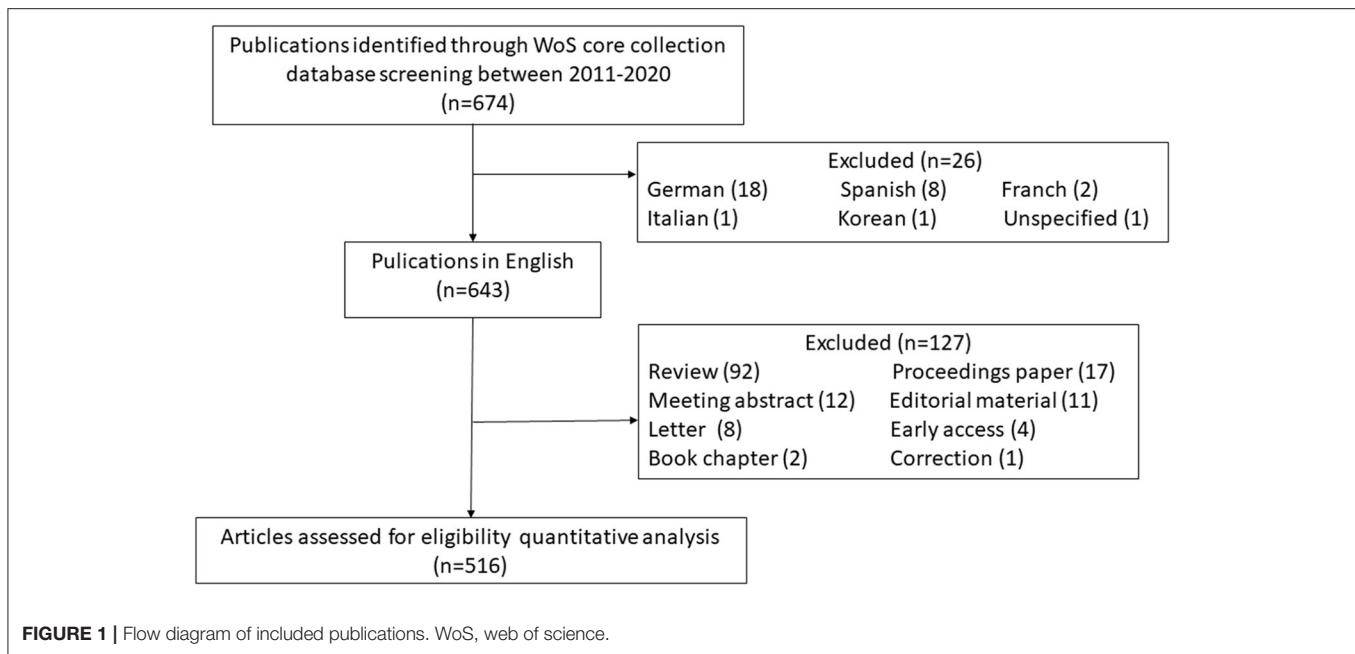 Publications identified through WoS core collection
database screening between 2011-2020
(n=674)
Excluded (n=26)
German (18) Spanish (8) Franch (2)
Italian (1) Korean (1) Unspecified (1)
Pulications in English
(n=643)
Excluded (n=127)
Review (92) Proceedings paper (17)
Meeting abstract (12) Editorial material (11)
Letter (8) Early access (4)
Book chapter (2) Correction (1)
Articles assessed for eligibility quantitative analysis
(n=516)
FIGURE 1 | Flow diagram of included publications. WoS, web of science.